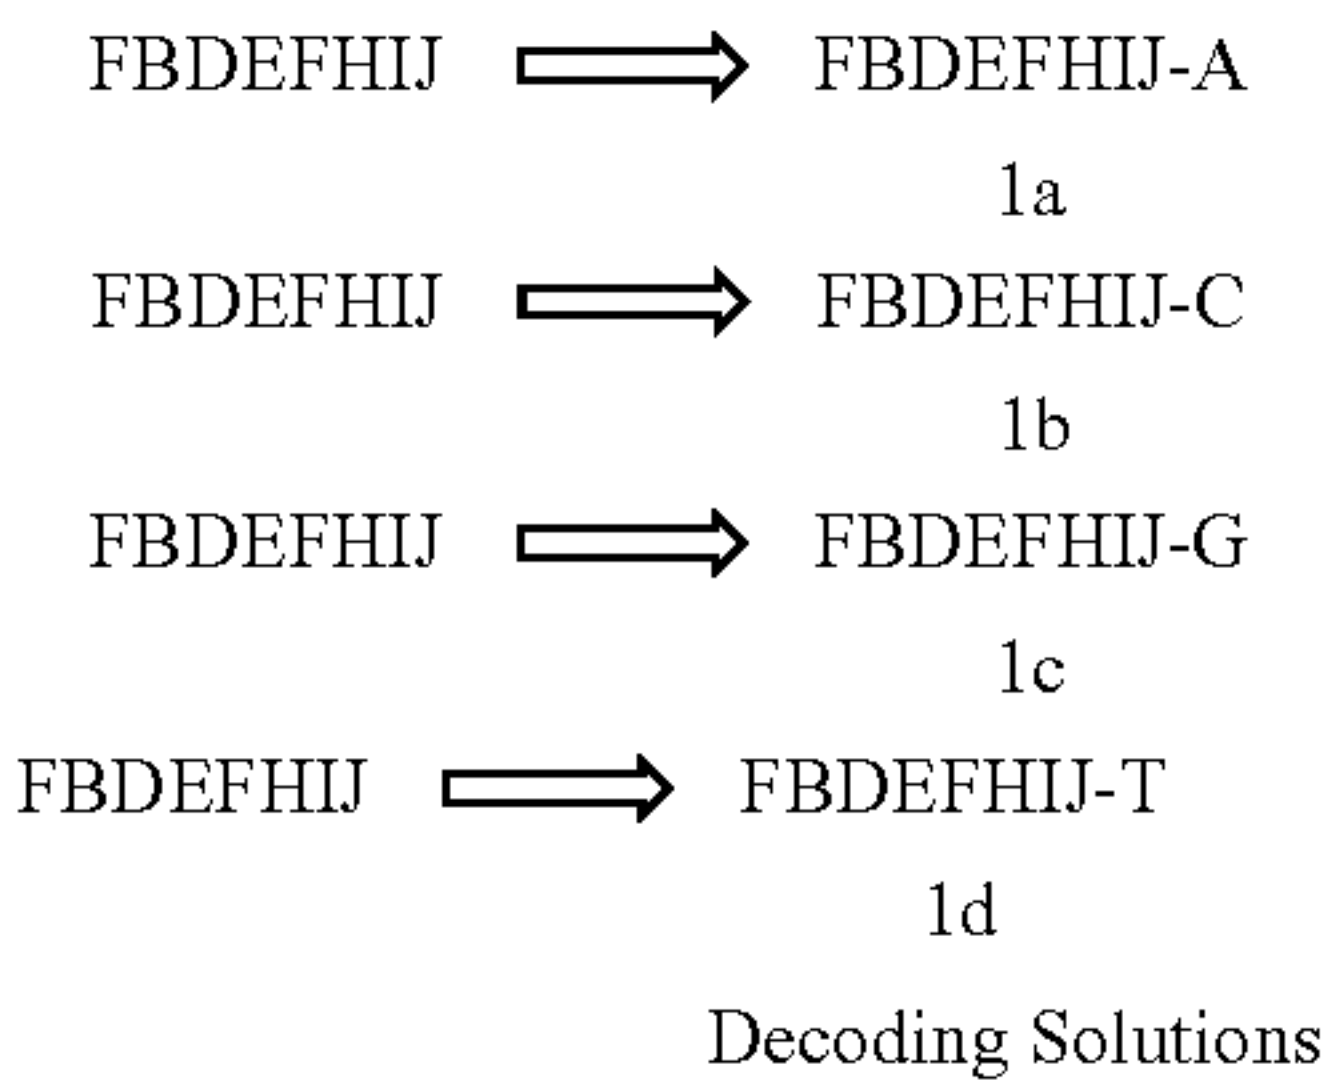 FBDEFHIJ FBDEFHIJ-A
1a
FBDEFHIJ FBDEFHIJ-C
1b
FBDEFHIJ FBDEFHIJ-G
1c
FBDEFHIJ FBDEFHIJ-T
1d
Decoding Solutions